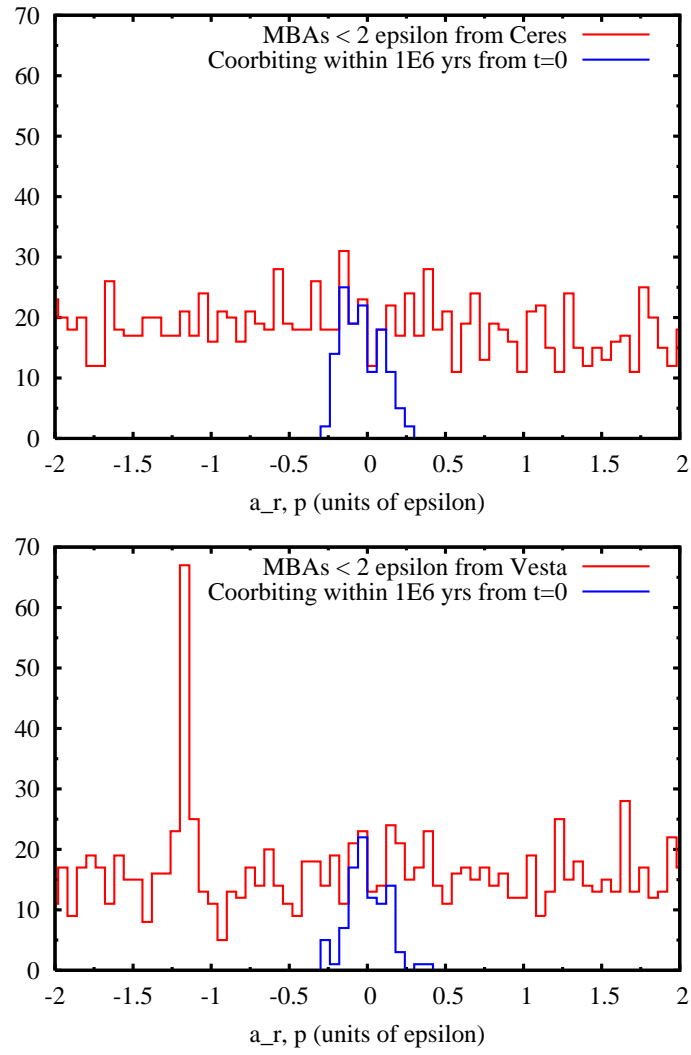 70
60
50
40
30
20
10
0
MBAs < 2 epsilon from Ceres
Coorbiting within 1E6 yrs from t=0
-2 -1.5 -1 -0.5 0 0.5 1 1.5 2
a_r, p (units of epsilon)
70
60
50
40
30
20
10
0
MBAs < 2 epsilon from Vesta
Coorbiting within 1E6 yrs from t=0
-2 -1.5 -1 -0.5 0 0.5 1 1.5 2
a_r, p (units of epsilon)